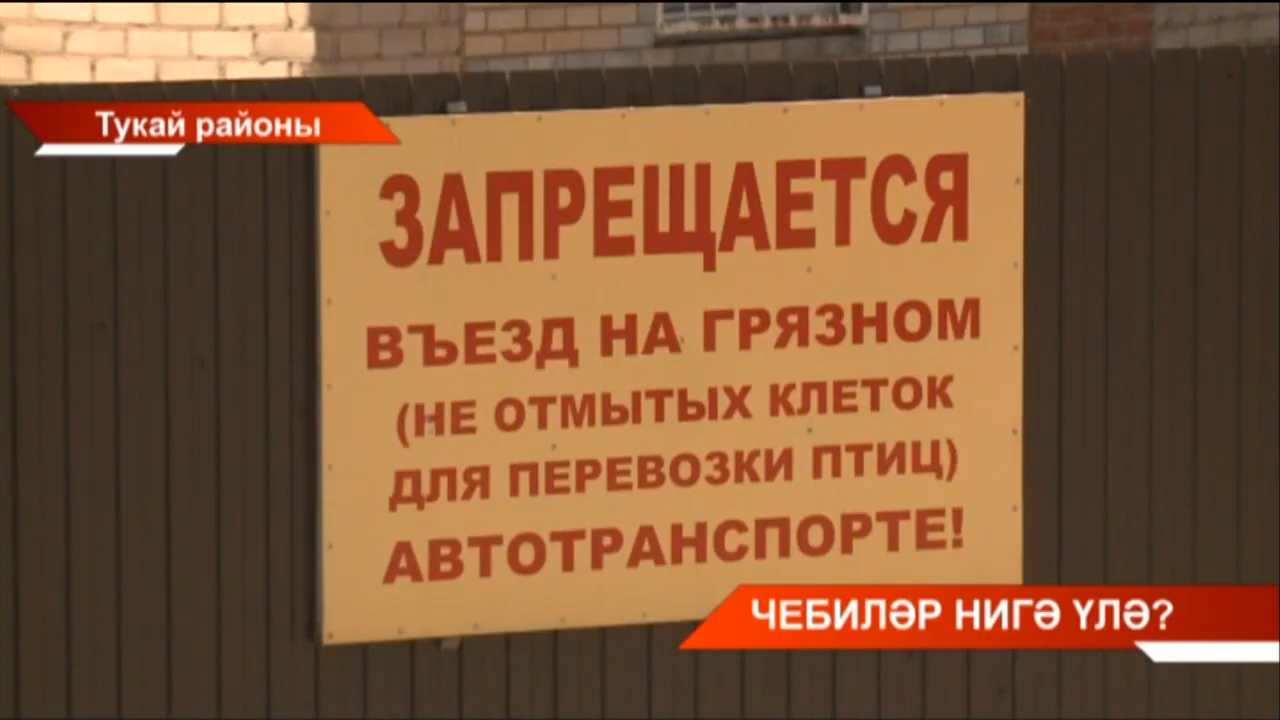 Тукай районы
ЗАПРЕЩАЕТСЯ
ВЪЕЗД НА ГРЯЗНОМ
(НЕ ОТМЫТЫХ КЛЕТОК
ДЛЯ ПЕРЕВОЗКИ ПТИЦ)
АВТОТРАНСПОРТЕ!
ЧЕБИЛӘР НИГӘ ҮЛӘ?